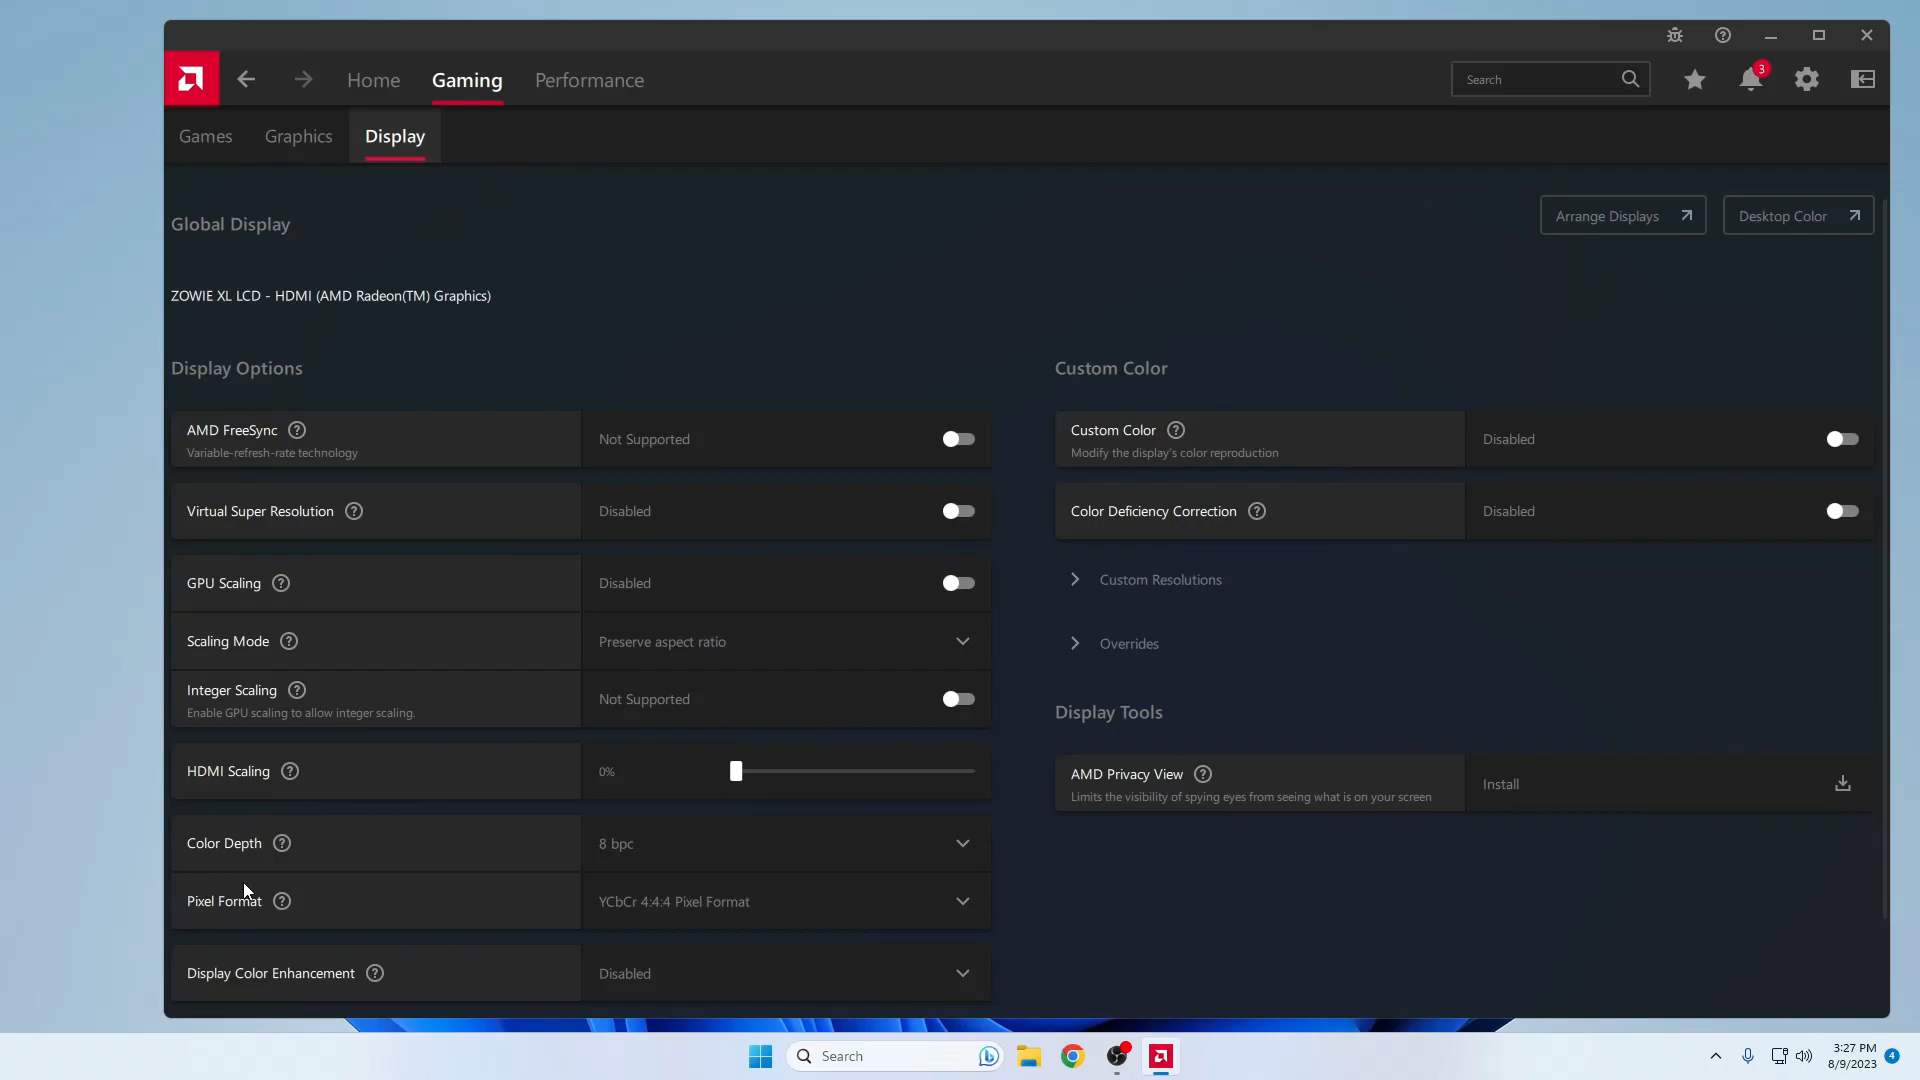 Home
Gaming
Performance
Search
3
Games
Graphics
Display
Global Display
Arrange Displays
Desktop Color
ZOWIE XL LCD - HDMI (AMD Radeon(TM) Graphics)
Display Options
AMD FreeSync
Variable-refresh-rate technology
Not Supported
Virtual Super Resolution
Disabled
GPU Scaling
Disabled
Scaling Mode
Preserve aspect ratio
Integer Scaling
Enable GPU scaling to allow integer scaling.
Not Supported
HDMI Scaling
0%
Color Depth
8 bpc
Pixel Format
YCbCr 4:4:4 Pixel Format
Display Color Enhancement
Disabled
Custom Color
Custom Color
Modify the display's color reproduction
Disabled
Color Deficiency Correction
Disabled
Custom Resolutions
Overrides
Display Tools
AMD Privacy View
Limits the visibility of spying eyes from seeing what is on your screen
Install
Search
3:27 PM
8/9/2023
4